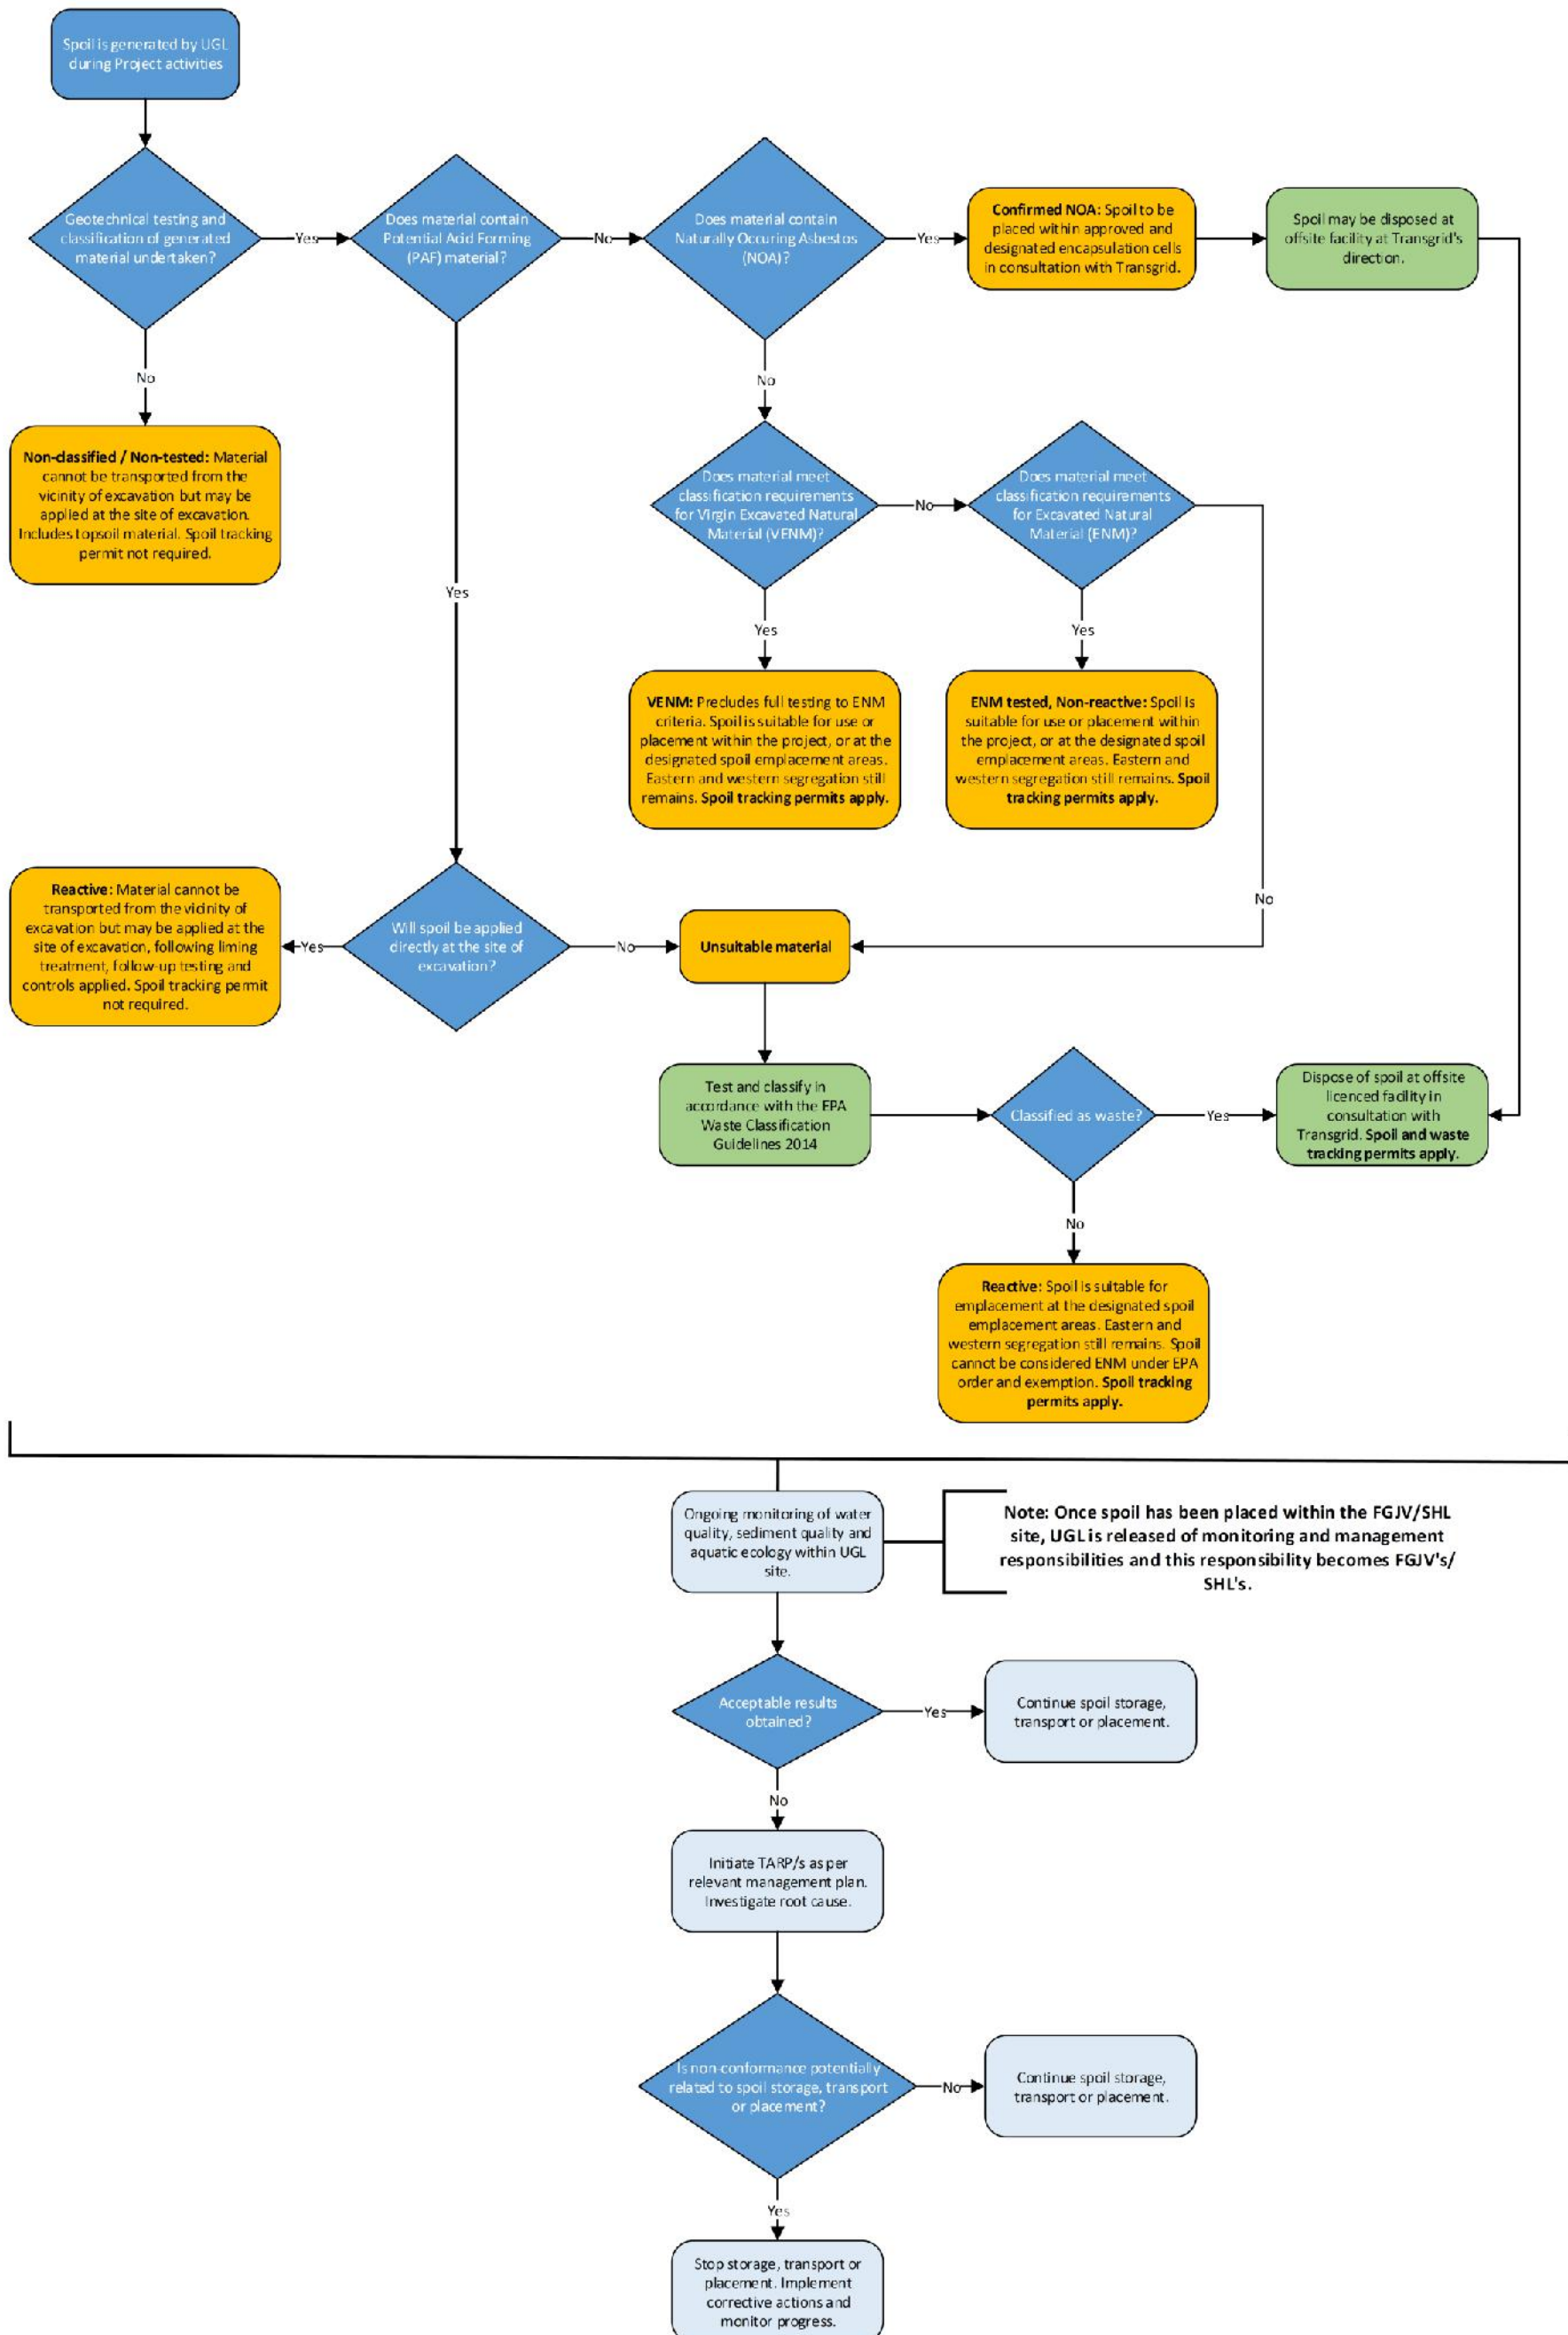 Spoil is generated by UGL
during Project activities
Geotechnical testing and
classification of generated
material undertaken?
Yes
Does material contain
Potential Acid Forming
(PAF) material?
No
Does material contain
Naturally Occuring Asbestos
(NOA)?
Yes
Confirmed NOA: Spoil to be
placed within approved and
designated encapsulation cells
in consultation with Transgrid.
Spoil may be disposed at
offsite facility at Transgrid's
direction.
No
No
Non-classified / Non-tested: Material
cannot be transported from the
vicinity of excavation but may be
applied at the site of excavation.
Includes topsoil material. Spoil tracking
permit not required.
Does material meet
classification requirements
for Virgin Excavated Natural
Material (VENM)?
No
Does material meet
classification requirements
for Excavated Natural
Material (ENM)?
Yes
Yes
Yes
VENM: Precludes full testing to ENM
criteria. Spoil is suitable for use or
placement within the project, or at the
designated spoil emplacement areas.
Eastern and western segregation still
remains. Spoil tracking permits apply.
ENM tested, Non-reactive: Spoil is
suitable for use or placement within
the project, or at the designated spoil
emplacement areas. Eastern and
western segregation still remains. Spoil
tracking permits apply.
No
Reactive: Material cannot be
transported from the vicinity of
excavation but may be applied at the
site of excavation, following liming
treatment, follow-up testing and
controls applied. Spoil tracking permit
not required.
Yes
Will spoil be applied
directly at the site of
excavation?
No
Unsuitable material
Test and classify in
accordance with the EPA
Waste Classification
Guidelines 2014
Classified as waste?
Yes
Dispose of spoil at offsite
licenced facility in
consultation with
Transgrid. Spoil and waste
tracking permits apply.
No
Reactive: Spoil is suitable for
emplacement at the designated spoil
emplacement areas. Eastern and
western segregation still remains. Spoil
cannot be considered ENM under EPA
order and exemption. Spoil tracking
permits apply.
Ongoing monitoring of water
quality, sediment quality and
aquatic ecology within UGL
site.
Note: Once spoil has been placed within the FGJV/SHL
site, UGL is released of monitoring and management
responsibilities and this responsibility becomes FGJV's/
SHL's.
Acceptable results
obtained?
Yes
Continue spoil storage,
transport or placement.
No
Initiate TARP/s as per
relevant management plan.
Investigate root cause.
Is non-conformance potentially
related to spoil storage, transport
or placement?
No
Continue spoil storage,
transport or placement.
Yes
Stop storage, transport or
placement. Implement
corrective actions and
monitor progress.